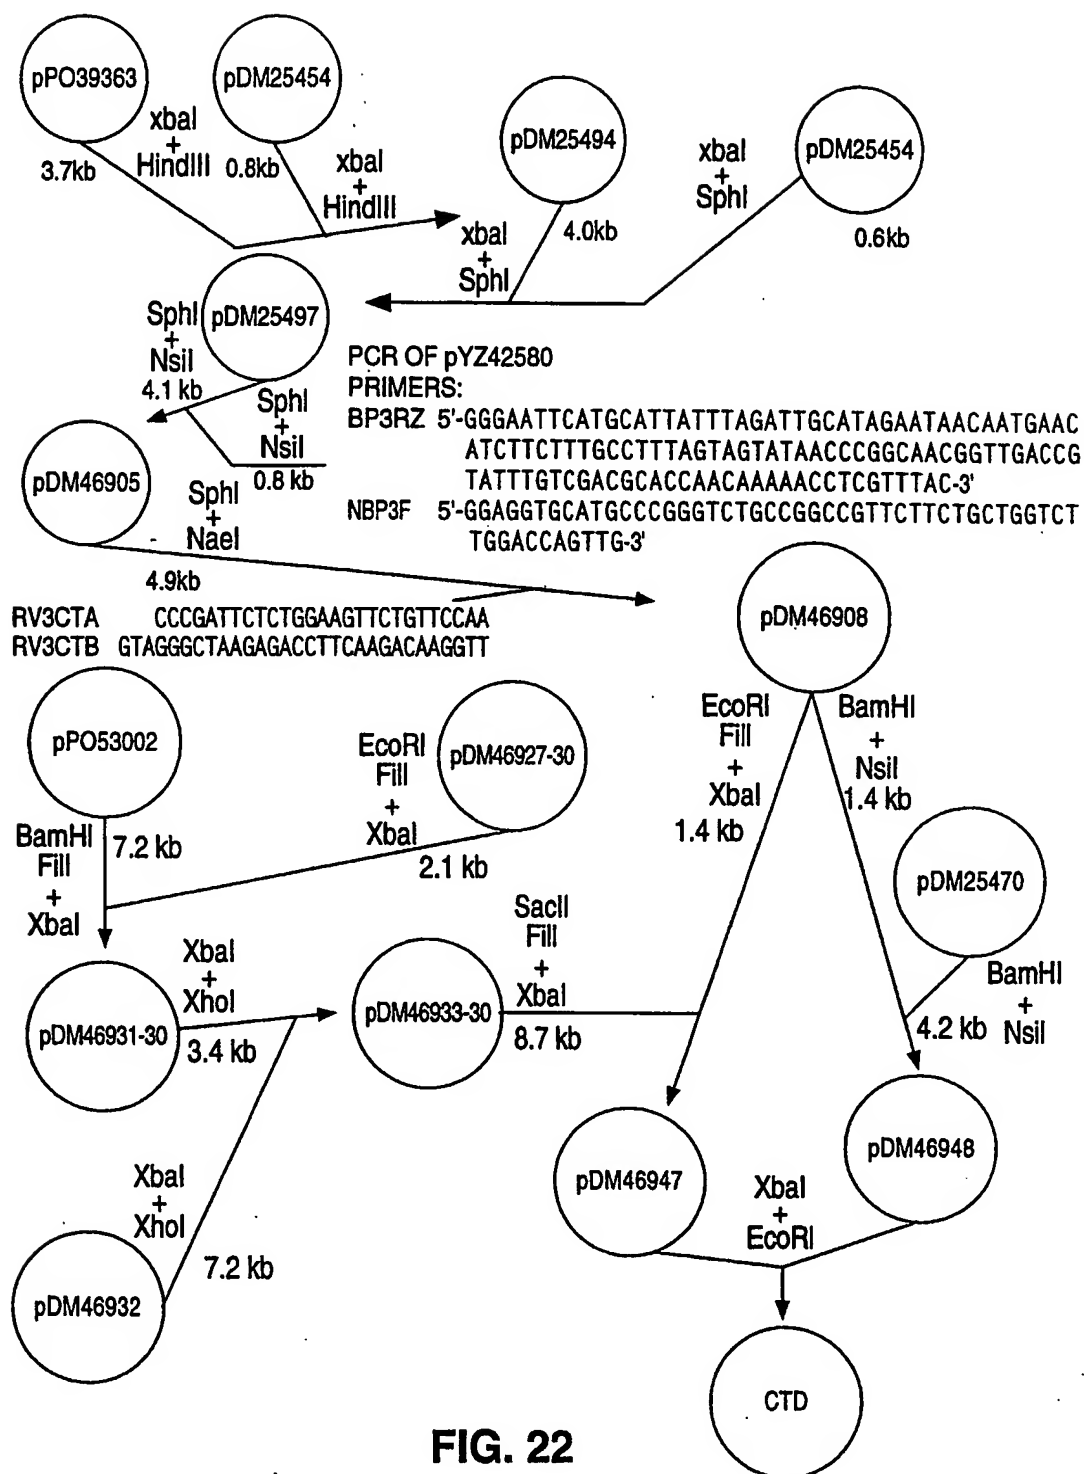 pPO39363
pDM25454
xbaI
+
HindIII
3.7kb
0.8kb
xbaI
+
HindIII
pDM25494
xbaI
+
SphI
4.0kb
xbaI
+
SphI
pDM25454
0.6kb
pDM25497
SphI
+
NsiI
4.1 kb
SphI
+
NsiI
0.8 kb
PCR OF pYZ42580
PRIMERS:
BP3RZ 5'-GGGAATTCATGCATTATTTAGATTGCATAGAATAACAATGAAC
ATCTTCTTTGCCTTTAGTAGTATAACCCGGCAACGGTTGACCG
TATTTGTCGACGCACCAACAAAAACCTCGTTTAC-3'
NBP3F 5'-GGAGGTGCATGCCCGGGTCTGCCGGCCGTTCTTCTGCTGGTCT
TGGACCAGTTG-3'
pDM46905
SphI
+
NaeI
4.9kb
RV3CTA CCCGATTCTCTGGAAGTTCTGTTCCAA
RV3CTB GTAGGGCTAAGAGACCTTCAAGACAAGGTT
pDM46908
pPO53002
BamHI
Fill
+
XbaI
7.2 kb
EcoRI
Fill
+
XbaI
pDM46927-30
2.1 kb
EcoRI
Fill
+
XbaI
1.4 kb
BamHI
+
NsiI
1.4 kb
pDM25470
BamHI
+
NsiI
4.2 kb
pDM46931-30
XbaI
+
XhoI
3.4 kb
pDM46933-30
SacII
Fill
+
XbaI
8.7 kb
pDM46932
XbaI
+
XhoI
7.2 kb
pDM46947
pDM46948
XbaI
+
EcoRI
CTD
FIG. 22